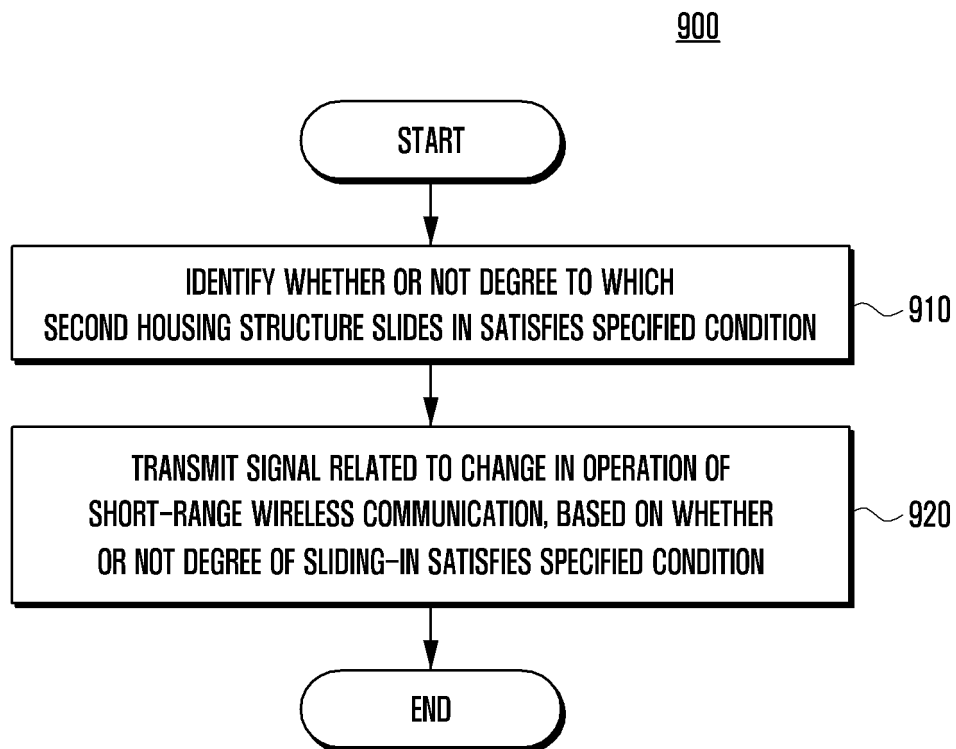 900
START
IDENTIFY WHETHER OR NOT DEGREE TO WHICH
SECOND HOUSING STRUCTURE SLIDES IN SATISFIES SPECIFIED CONDITION
910
TRANSMIT SIGNAL RELATED TO CHANGE IN OPERATION OF
SHORT-RANGE WIRELESS COMMUNICATION, BASED ON WHETHER
OR NOT DEGREE OF SLIDING-IN SATISFIES SPECIFIED CONDITION
920
END